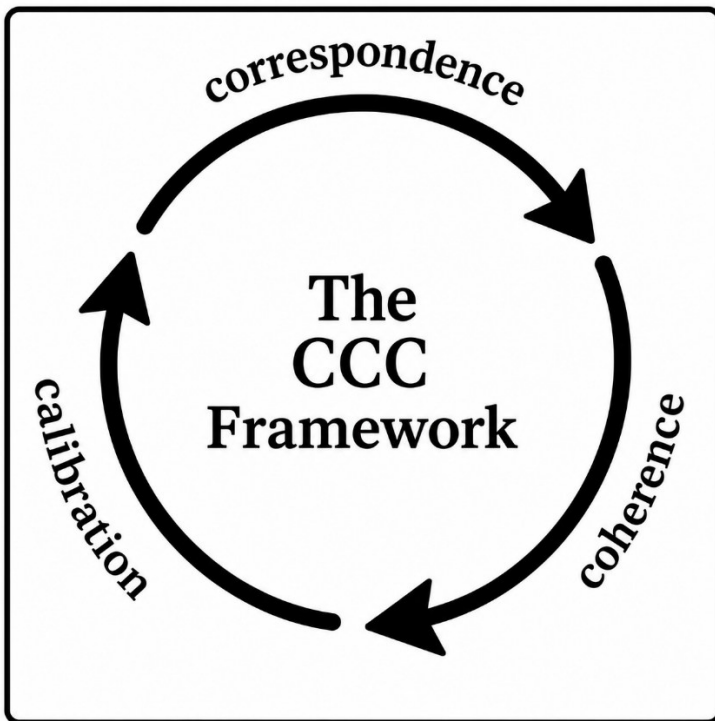 correspondence
The
CCC
Framework
calibration
coherence